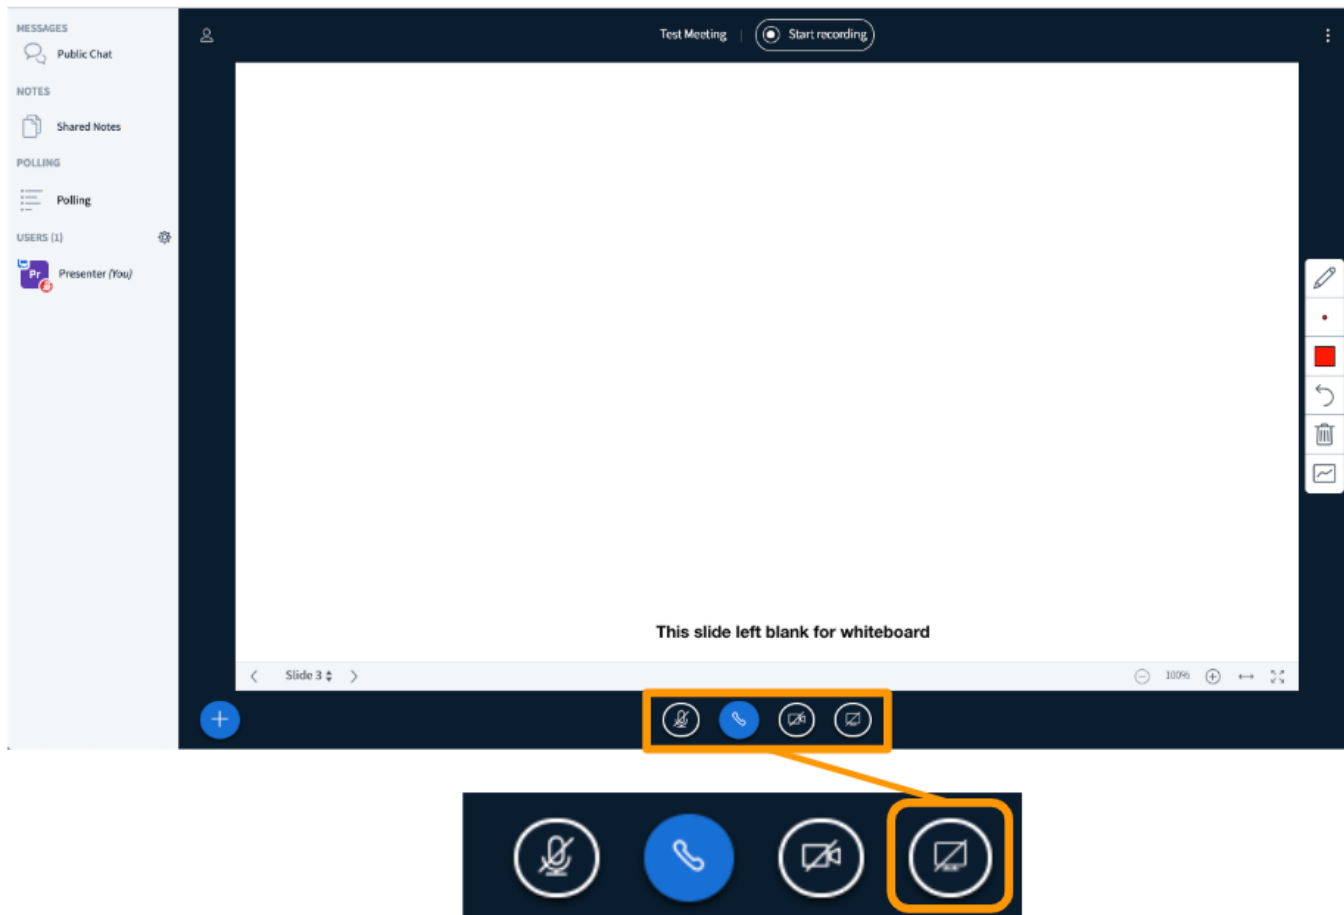 MESSAGES
Public Chat
NOTES
Shared Notes
POLLING
Polling
USERS (1)
Pr
Presenter (You)
Test Meeting | Start recording
This slide left blank for whiteboard
Slide 3
100%